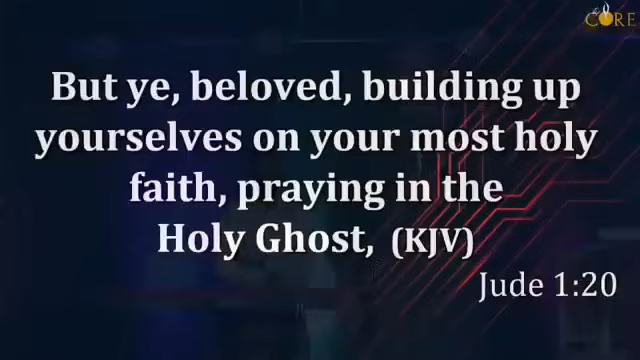 the CORE
But ye, beloved, building up
yourselves on your most holy
faith, praying in the
Holy Ghost, (KJV)
Jude 1:20